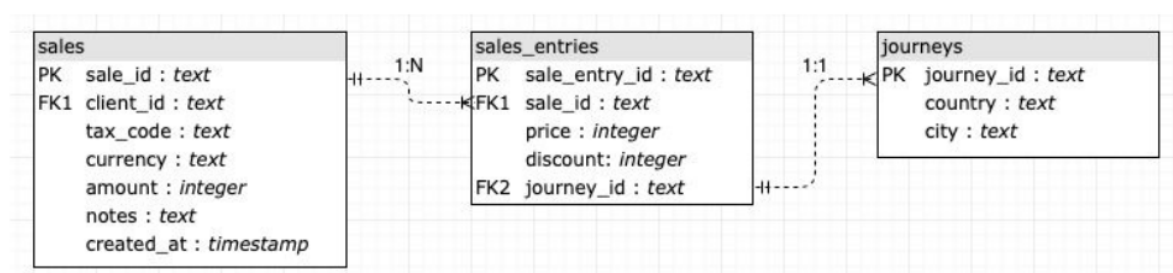 sales
PK sale_id : text
FK1 client_id : text
tax_code : text
currency : text
amount : integer
notes : text
created_at : timestamp
1:N
sales_entries
PK sale_entry_id : text
FK1 sale_id : text
price : integer
discount: integer
FK2 journey_id : text
1:1
journeys
PK journey_id : text
country : text
city : text